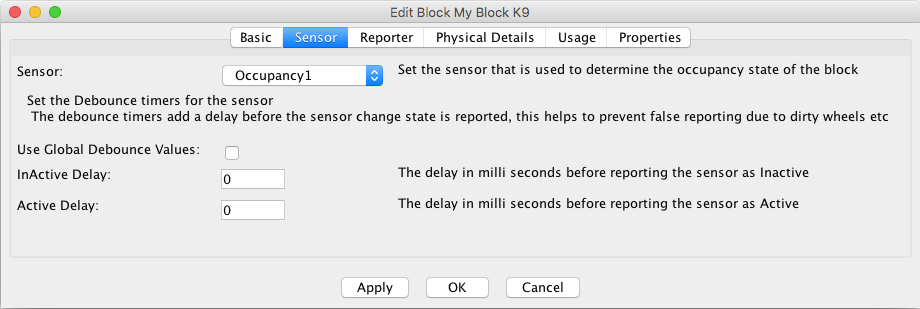 Edit Block My Block K9
Basic Sensor Reporter Physical Details Usage Properties
Sensor: Occupancy1 Set the sensor that is used to determine the occupancy state of the block
Set the Debounce timers for the sensor
The debounce timers add a delay before the sensor change state is reported, this helps to prevent false reporting due to dirty wheels etc
Use Global Debounce Values:
InActive Delay: 0 The delay in milli seconds before reporting the sensor as Inactive
Active Delay: 0 The delay in milli seconds before reporting the sensor as Active
Apply OK Cancel